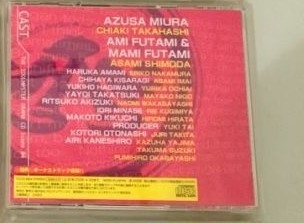 CAST/
AZUSA MIURA
CHIAKI TAKAHASHI
AMI FUTAMI &
MAMI FUTAMI
ASAMI SHIMODA
HARUKA AMAMI ERIKO NAKAMURA
CHIHAYA KISARAGI ASAMI IMAI
YUKIHO HAGIWARA YURIKA OCHIAI
YAYOI TAKATSUKI MAYAKO NIGO
RITSUKO AKIZUKI NAOMI WAKABAYASHI
IORI MINASE RIE KUGIMIYA
MAKOTO KIKUCHI HIROMI HIRATA
PRODUCER YUKI TAI
KOTORI OTONASHI JURI TAKITA
AIRI KANESHIRO KAZUHA TAJIMA
TAKUMA SUZUKI
FUMIHIRO OKABAYASHI